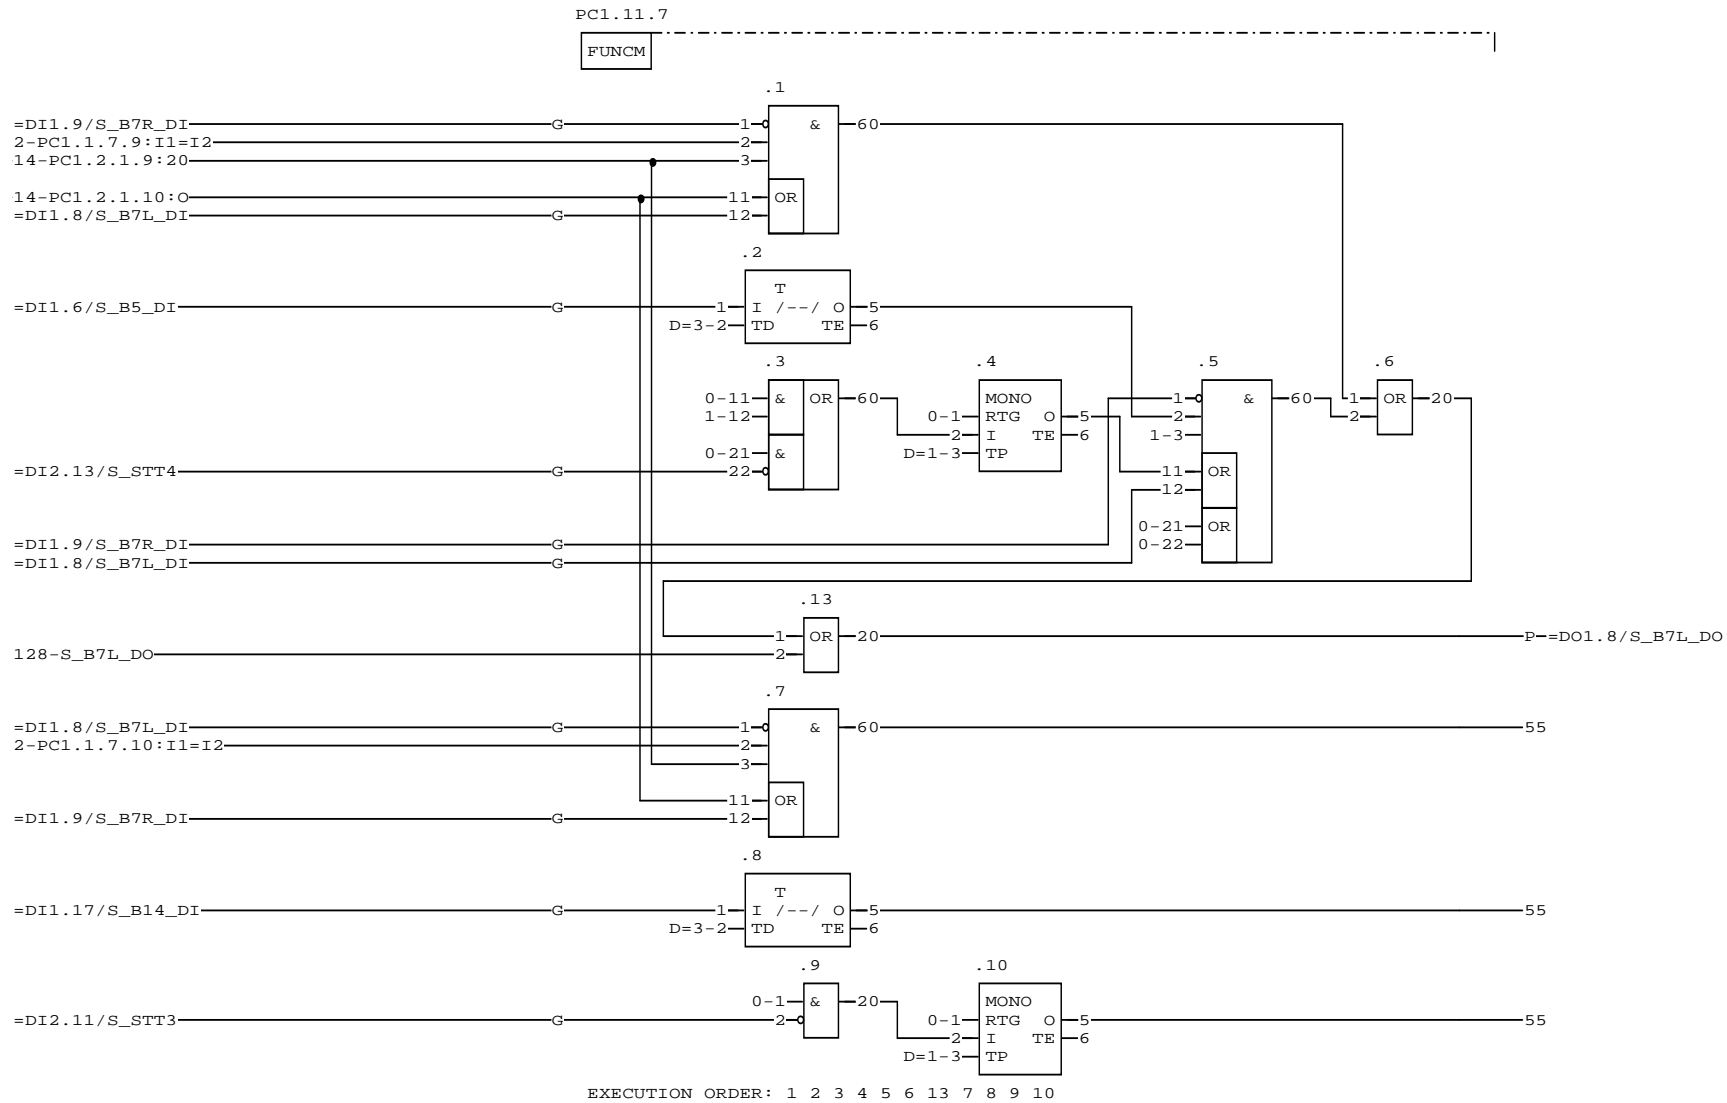 PC1.11.7
FUNCM
.1
=DI1.9/S_B7R_DI G 1 & 60
2-PC1.1.7.9:I1=I2 2
14-PC1.2.1.9:20 3
14-PC1.2.1.10:O 11 OR
=DI1.8/S_B7L_DI G 12
.2
T
=DI1.6/S_B5_DI G 1 I /--/ O 5
D=3-2 TD TE 6
.3 .4 .5 .6
0-11 & OR 60 MONO 1 & 60 1 OR 20
1-12 0-1 RTG O 5 2 2
2 I TE 6 1-3
0-21 & D=1-3 TP
=DI2.13/S_STT4 G 22 11 OR
12
0-21 OR
=DI1.9/S_B7R_DI G 0-22
=DI1.8/S_B7L_DI G
.13
1 OR 20 P =DO1.8/S_B7L_DO
128-S_B7L_DO 2
.7
=DI1.8/S_B7L_DI G 1 & 60 55
2-PC1.1.7.10:I1=I2 2
3
11 OR
=DI1.9/S_B7R_DI G 12
.8
T
=DI1.17/S_B14_DI G 1 I /--/ O 5 55
D=3-2 TD TE 6
.9 .10
0-1 & 20 MONO
=DI2.11/S_STT3 G 2 0-1 RTG O 5 55
2 I TE 6
D=1-3 TP
EXECUTION ORDER: 1 2 3 4 5 6 13 7 8 9 10